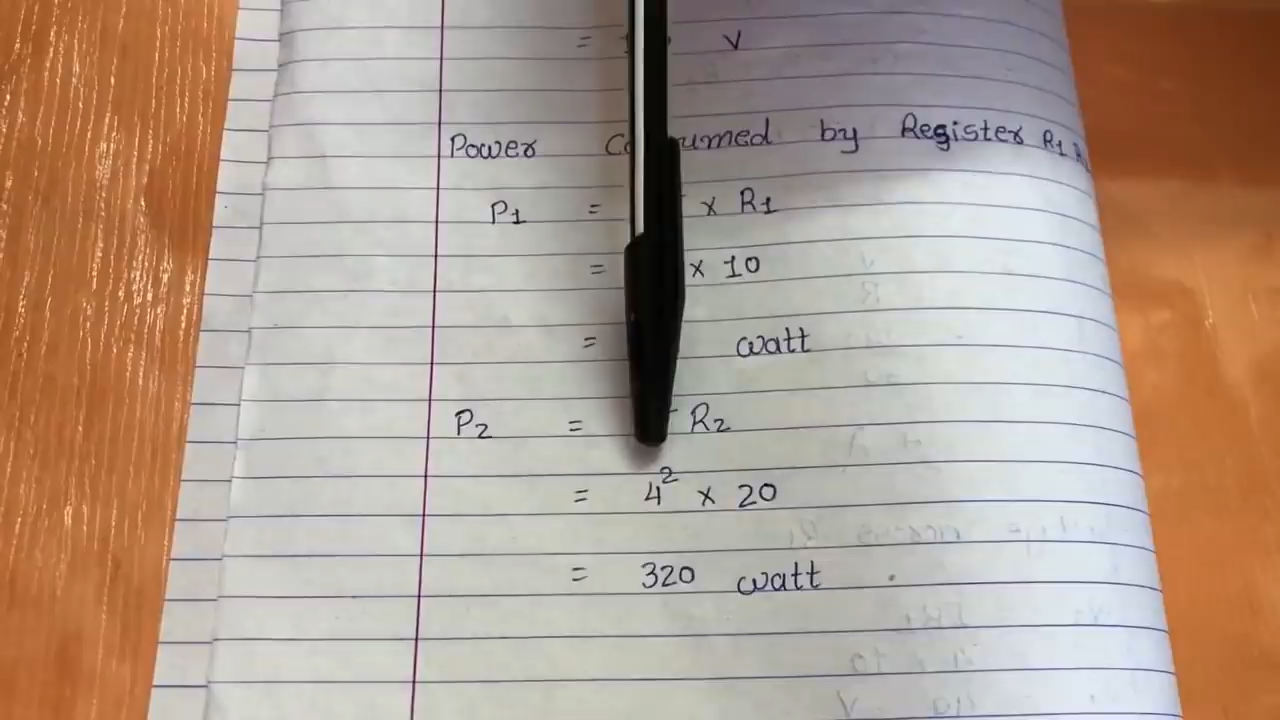 = V
Power by Register R1
P1 = x R1
= x 10
= watt
P2 = R2
= 4² x 20
= 320 watt